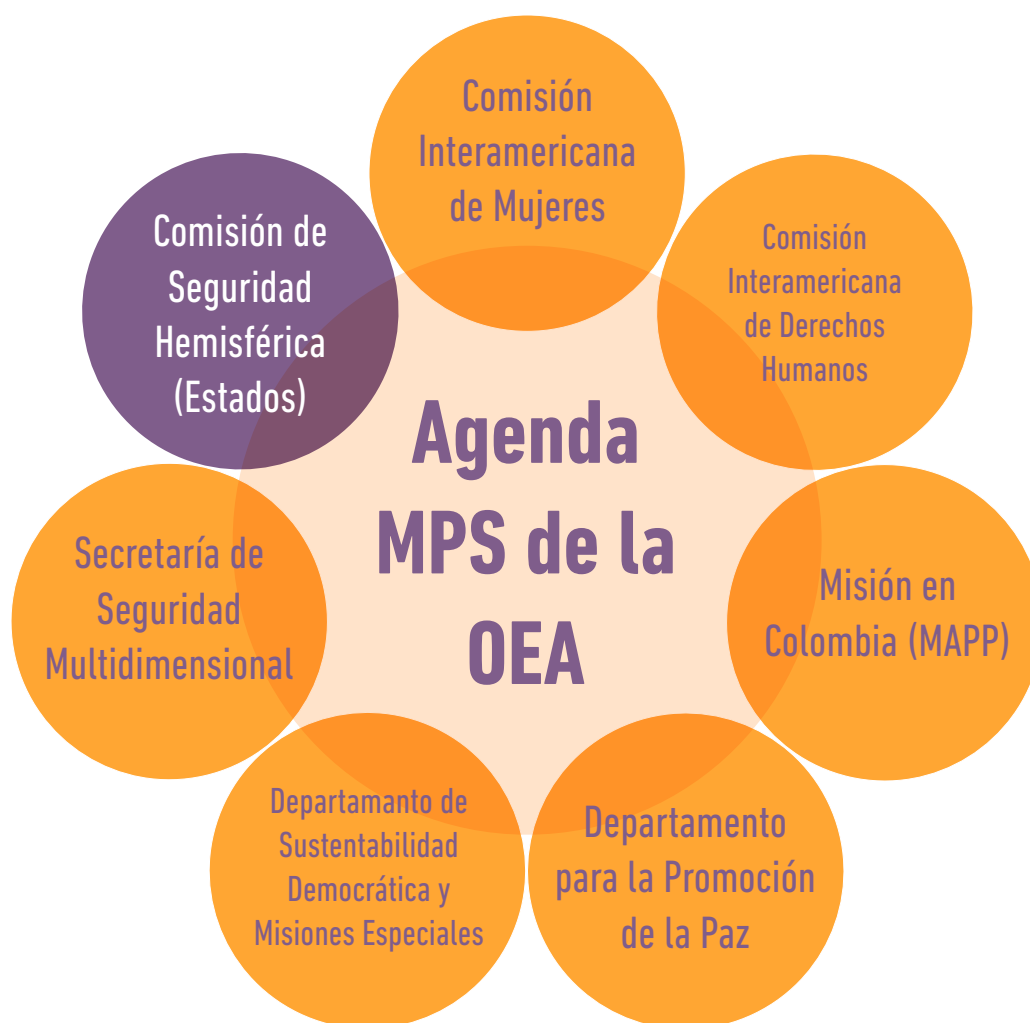 Comisión
Interamericana
de Mujeres
Comisión
Interamericana
de Derechos
Humanos
Misión en
Colombia (MAPP)
Departamento
para la Promoción
de la Paz
Departamanto de
Sustentabilidad
Democrática y
Misiones Especiales
Secretaría de
Seguridad
Multidimensional
Comisión de
Seguridad
Hemisférica
(Estados)
Agenda
MPS de la
OEA